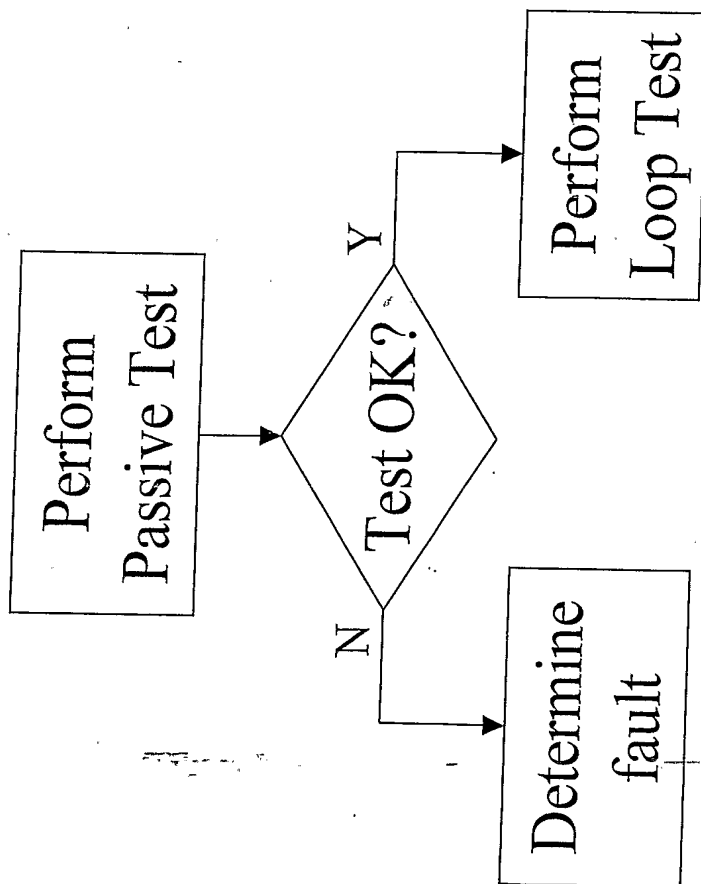 Perform
Passive Test
Test OK?
N
Y
Determine
fault
Perform
Loop Test